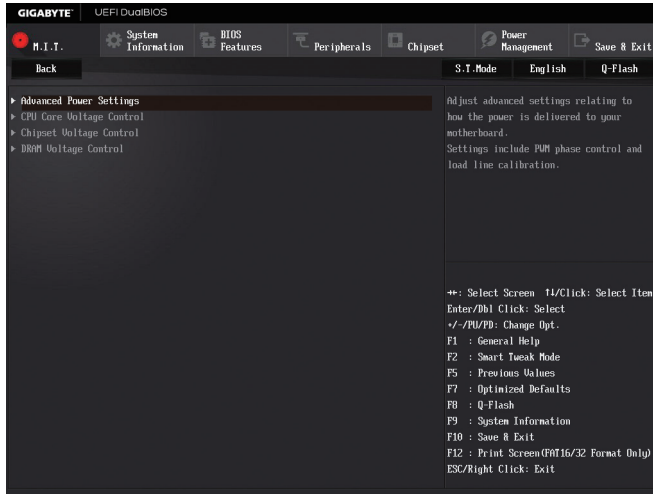 GIGABYTE™ UEFI DualBIOS
M.I.T.
System Information
BIOS Features
Peripherals
Chipset
Power Management
Save & Exit
Back
S.T.Mode English Q-Flash
Advanced Power Settings
CPU Core Voltage Control
Chipset Voltage Control
DRAM Voltage Control
Adjust advanced settings relating to
how the power is delivered to your
motherboard.
Settings include PWM phase control and
load line calibration.
→←: Select Screen ↑↓/Click: Select Item
Enter/Dbl Click: Select
+/-/PU/PD: Change Opt.
F1 : General Help
F2 : Smart Tweak Mode
F5 : Previous Values
F7 : Optimized Defaults
F8 : Q-Flash
F9 : System Information
F10 : Save & Exit
F12 : Print Screen(FAT16/32 Format Only)
ESC/Right Click: Exit